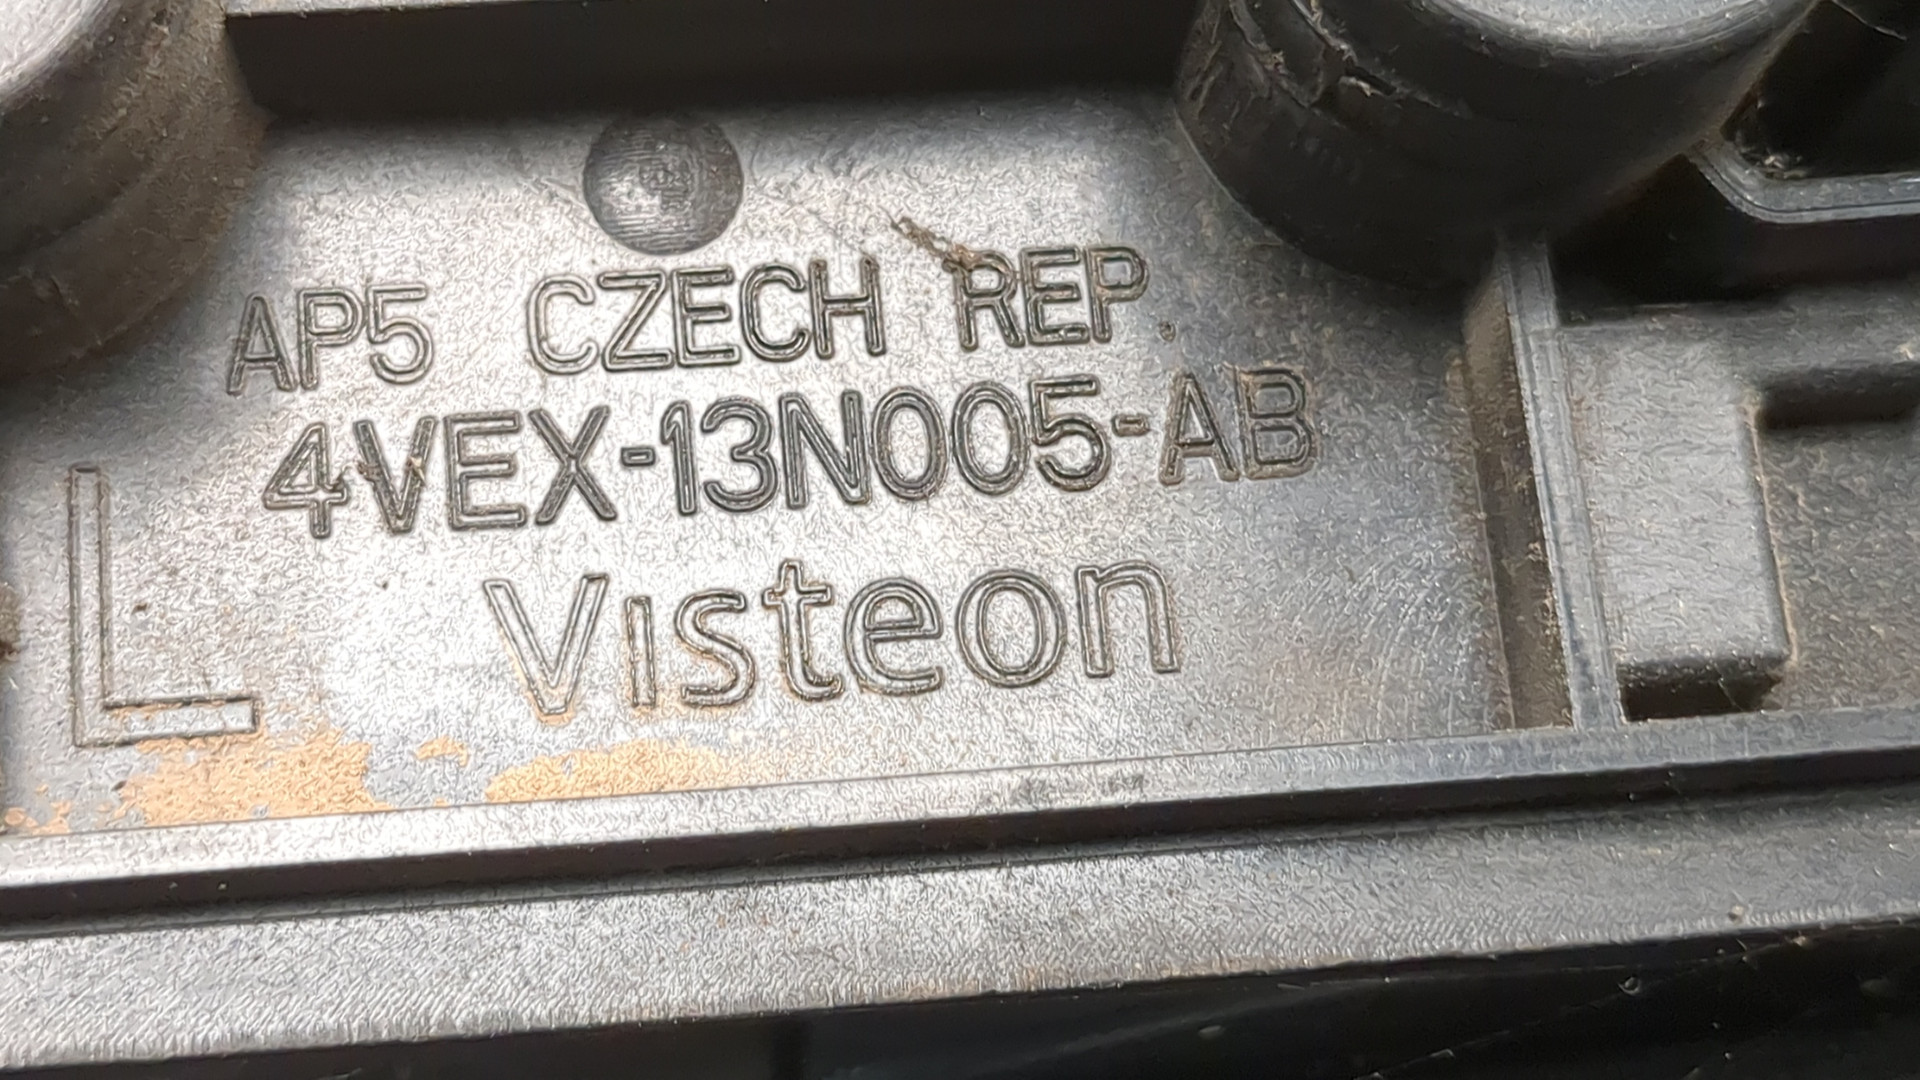 AP5 CZECH REP.
4VEX-13N005-AB
L
Visteon